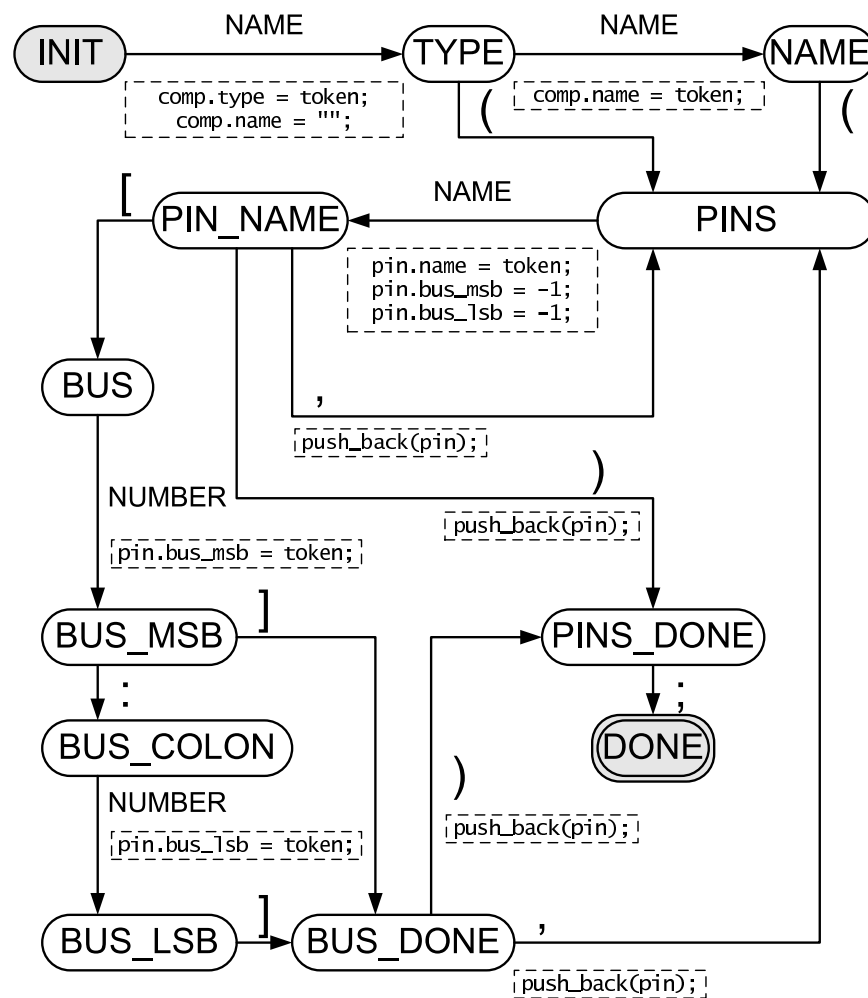 NAME
NAME
INIT
TYPE
NAME
comp.type = token;
comp.name = "";
(
comp.name = token;
(
[
NAME
PIN_NAME
PINS
pin.name = token;
pin.bus_msb = -1;
pin.bus_lsb = -1;
BUS
,
push_back(pin);
)
NUMBER
push_back(pin);
pin.bus_msb = token;
BUS_MSB
]
PINS_DONE
:
;
BUS_COLON
DONE
)
NUMBER
push_back(pin);
pin.bus_lsb = token;
BUS_LSB
]
BUS_DONE
,
push_back(pin);